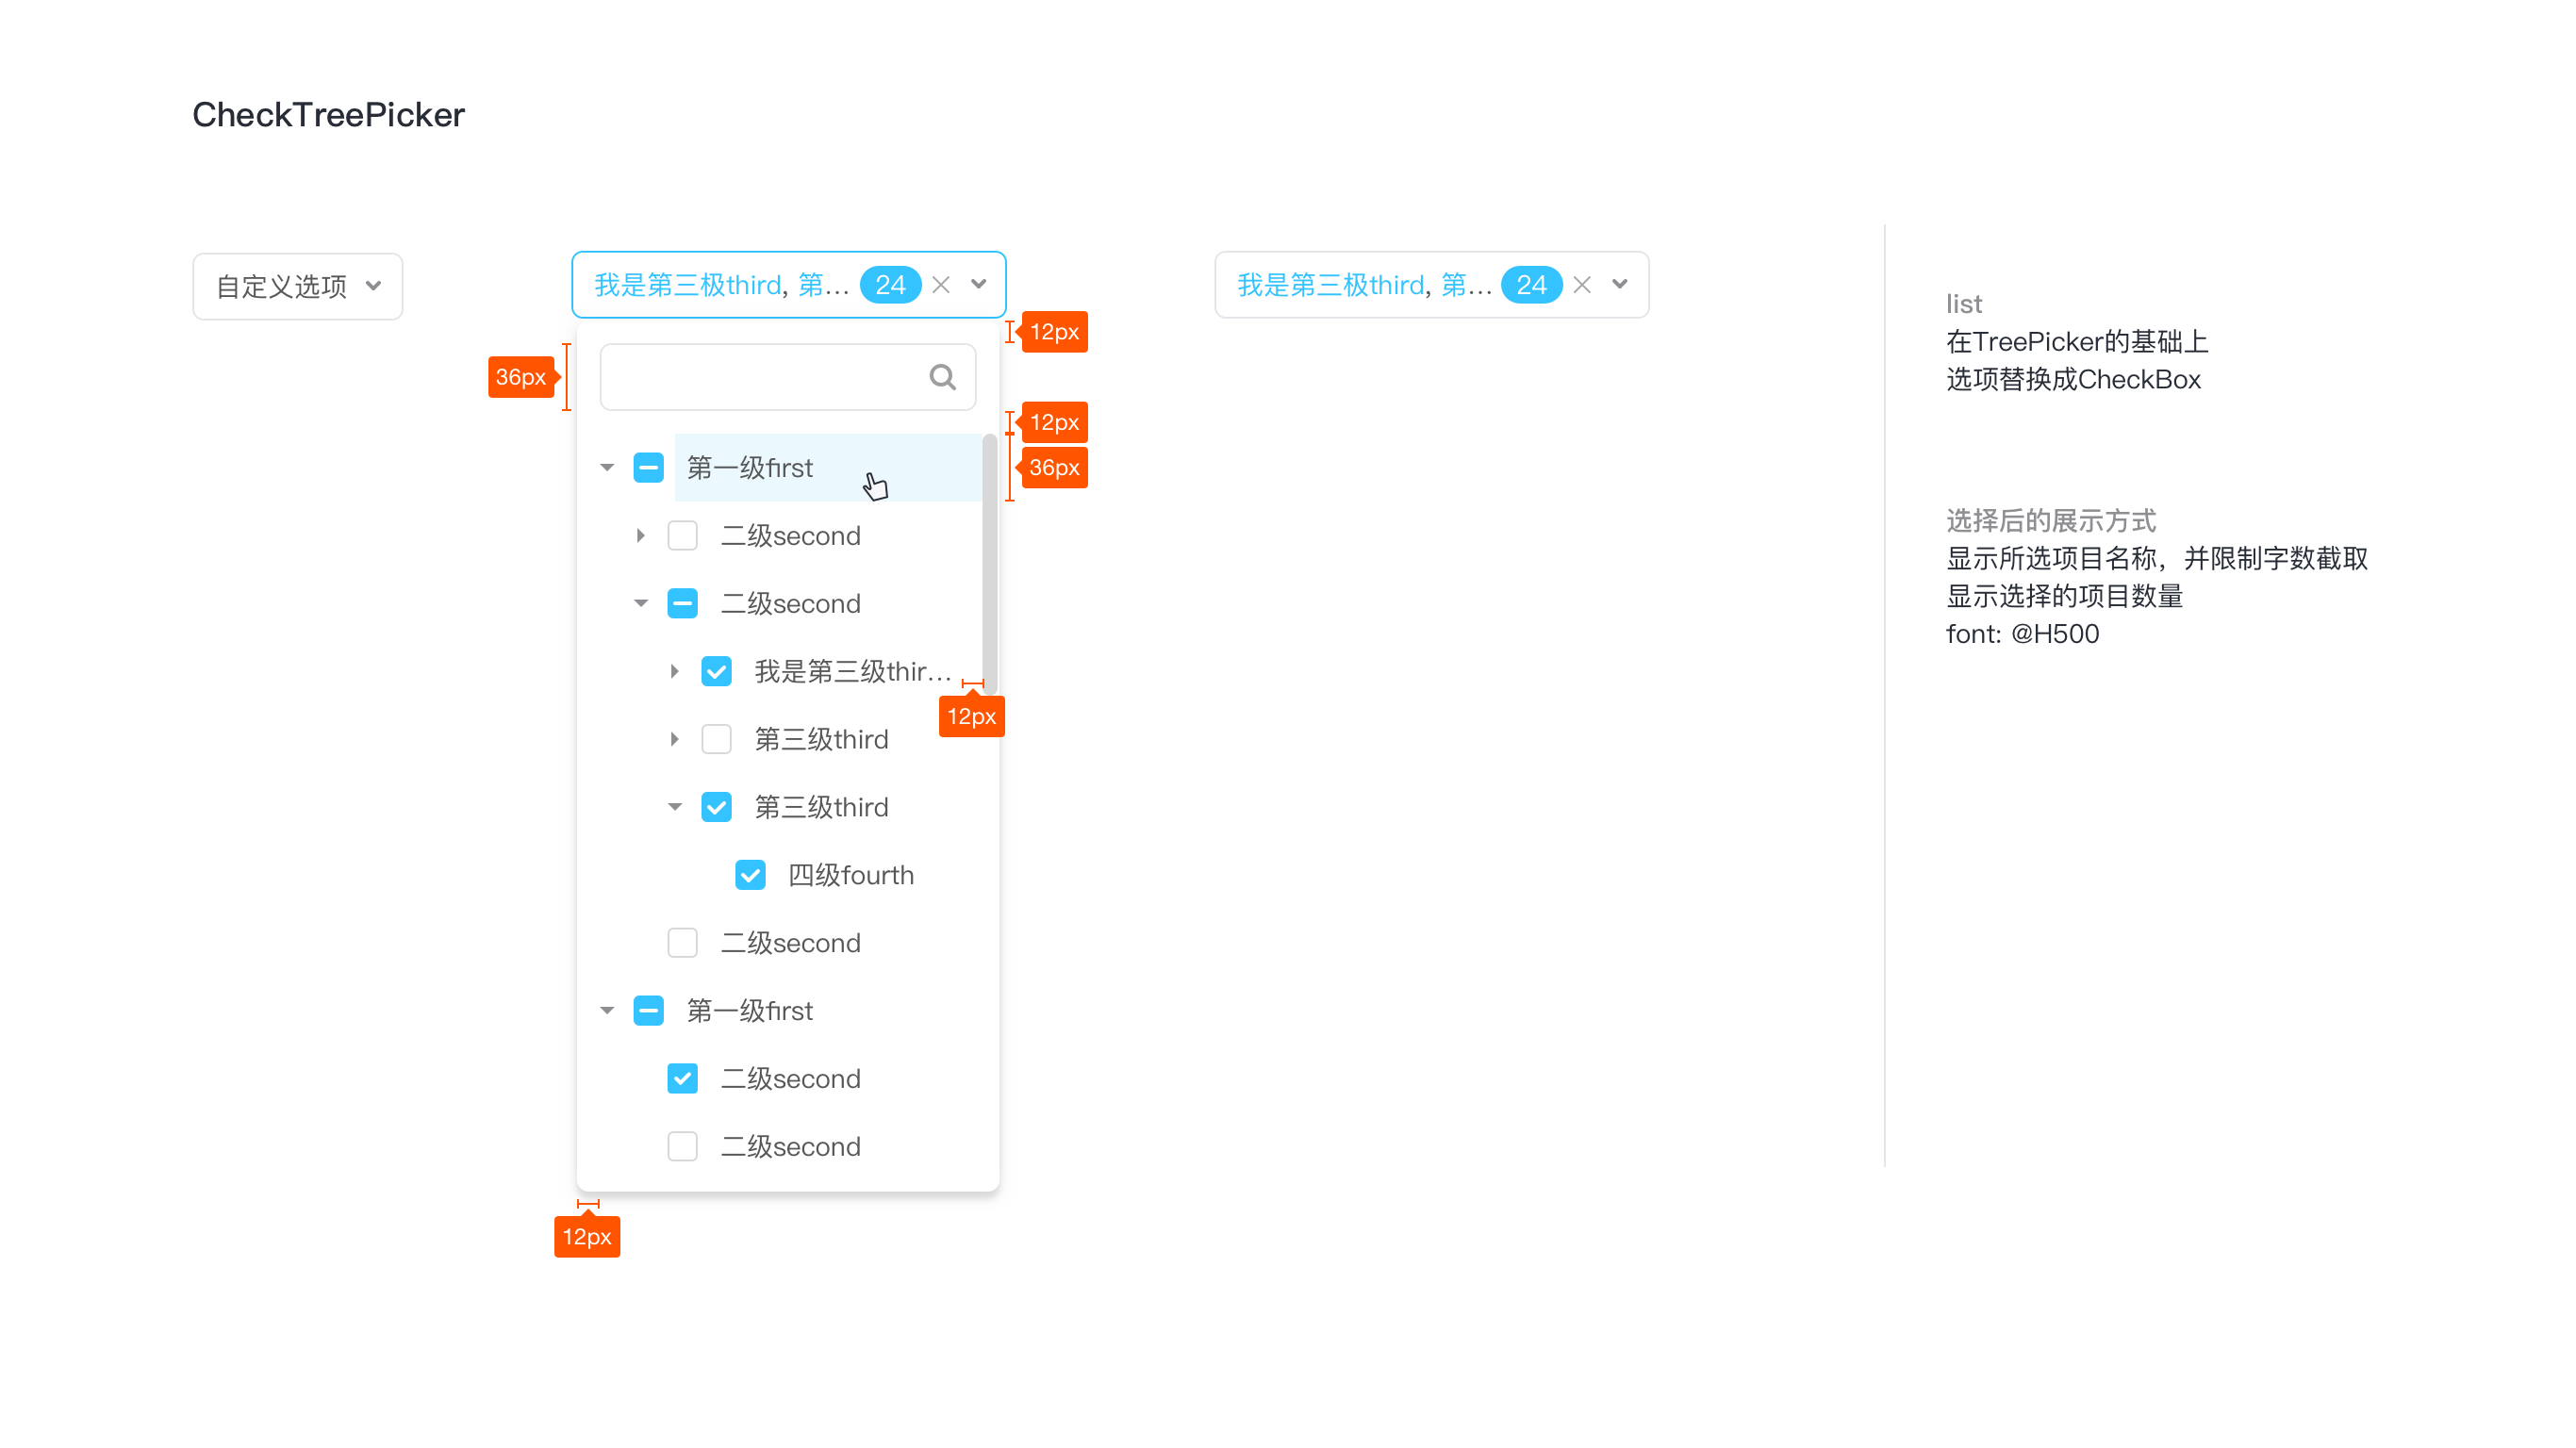 CheckTreePicker
自定义选项
我是第三极third, 第... 24
我是第三极third, 第... 24
12px
36px
12px
第一级first
36px
二级second
二级second
我是第三级thir...
12px
第三级third
第三级third
四级fourth
二级second
第一级first
二级second
二级second
12px
list
在TreePicker的基础上
选项替换成CheckBox
选择后的展示方式
显示所选项目名称，并限制字数截取
显示选择的项目数量
font: @H500